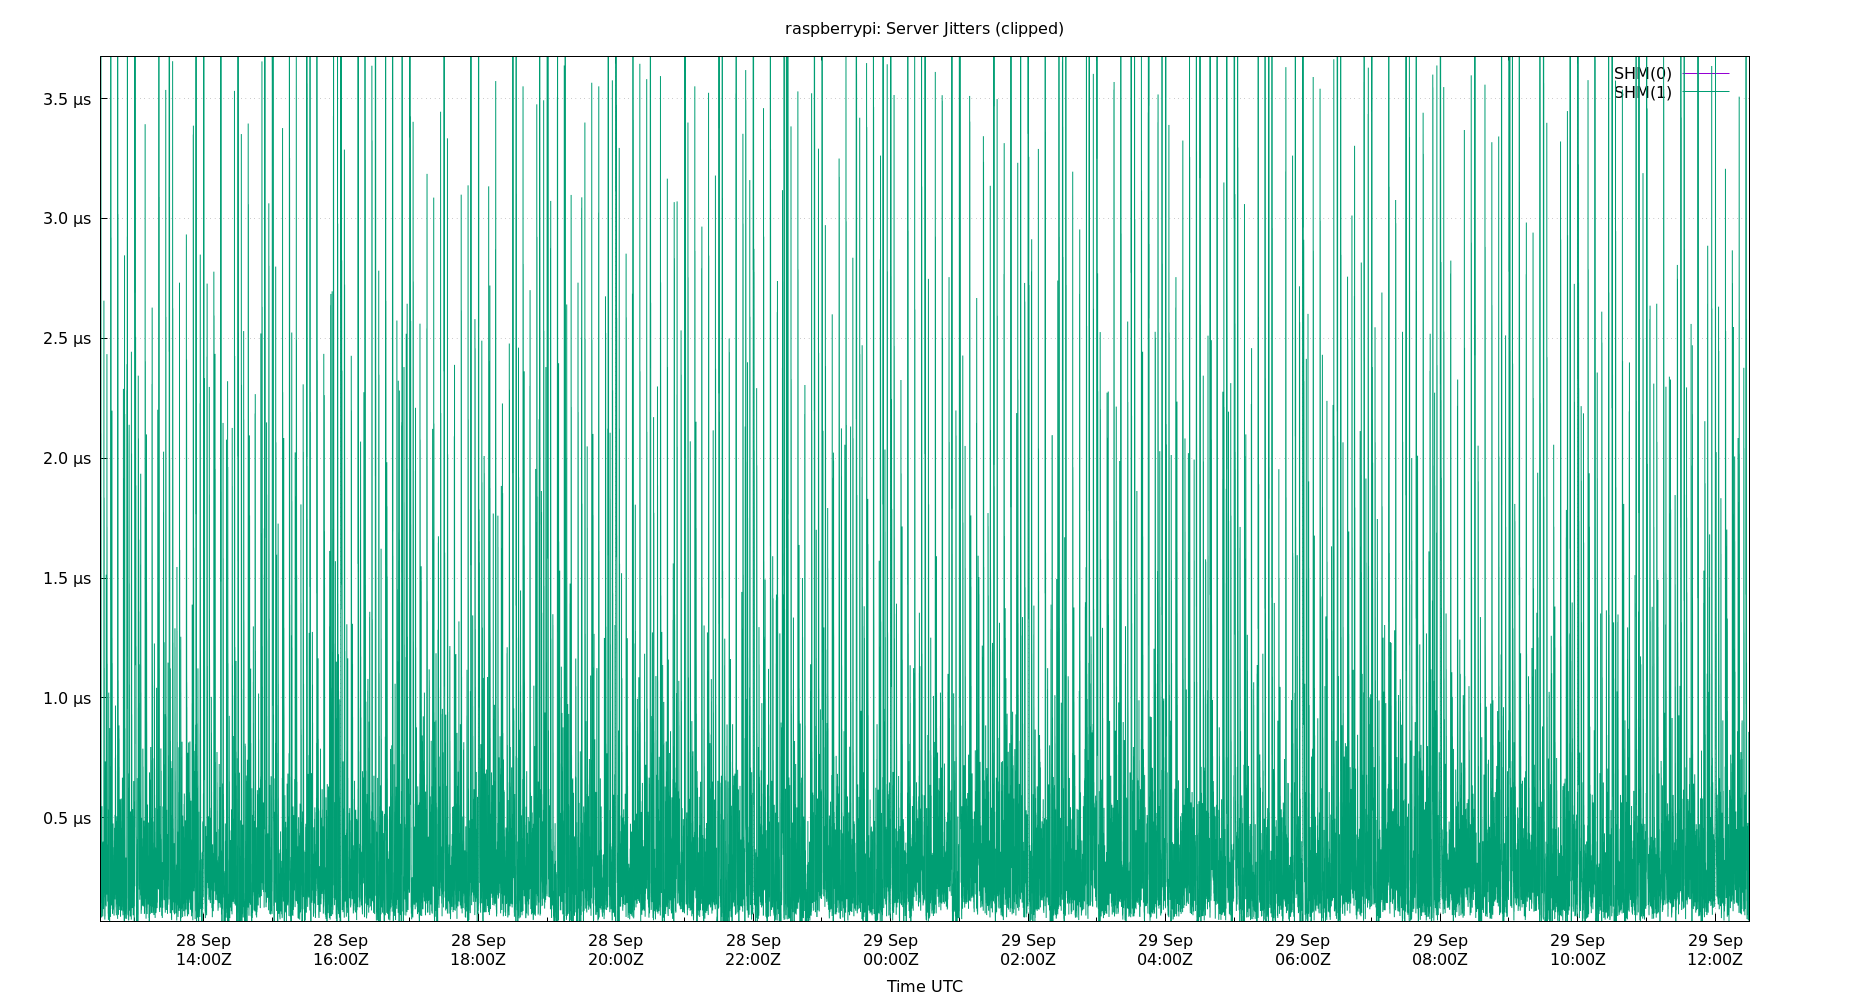 raspberrypi: Server Jitters (clipped)
SHM(0)
SHM(1)
3.5 μs
3.0 μs
2.5 μs
2.0 μs
1.5 μs
1.0 μs
0.5 μs
28 Sep 28 Sep 28 Sep 28 Sep 28 Sep 29 Sep 29 Sep 29 Sep 29 Sep 29 Sep 29 Sep 29 Sep
14:00Z 16:00Z 18:00Z 20:00Z 22:00Z 00:00Z 02:00Z 04:00Z 06:00Z 08:00Z 10:00Z 12:00Z
Time UTC